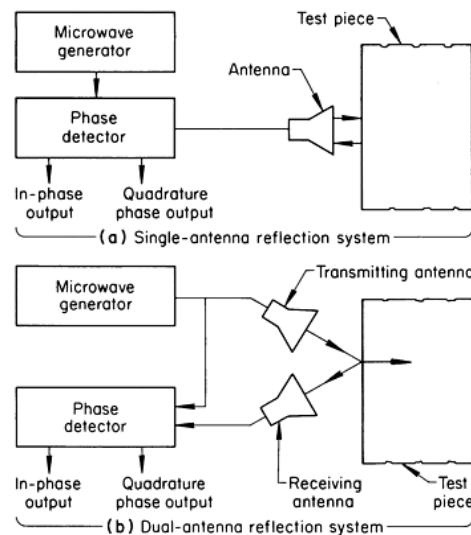 Microwave
generator
Test piece
Antenna
Phase
detector
In-phase
output
Quadrature
phase output
(a) Single-antenna reflection system
Microwave
generator
Transmitting antenna
Phase
detector
In-phase
output
Quadrature
phase output
Receiving
antenna
Test
piece
(b) Dual-antenna reflection system